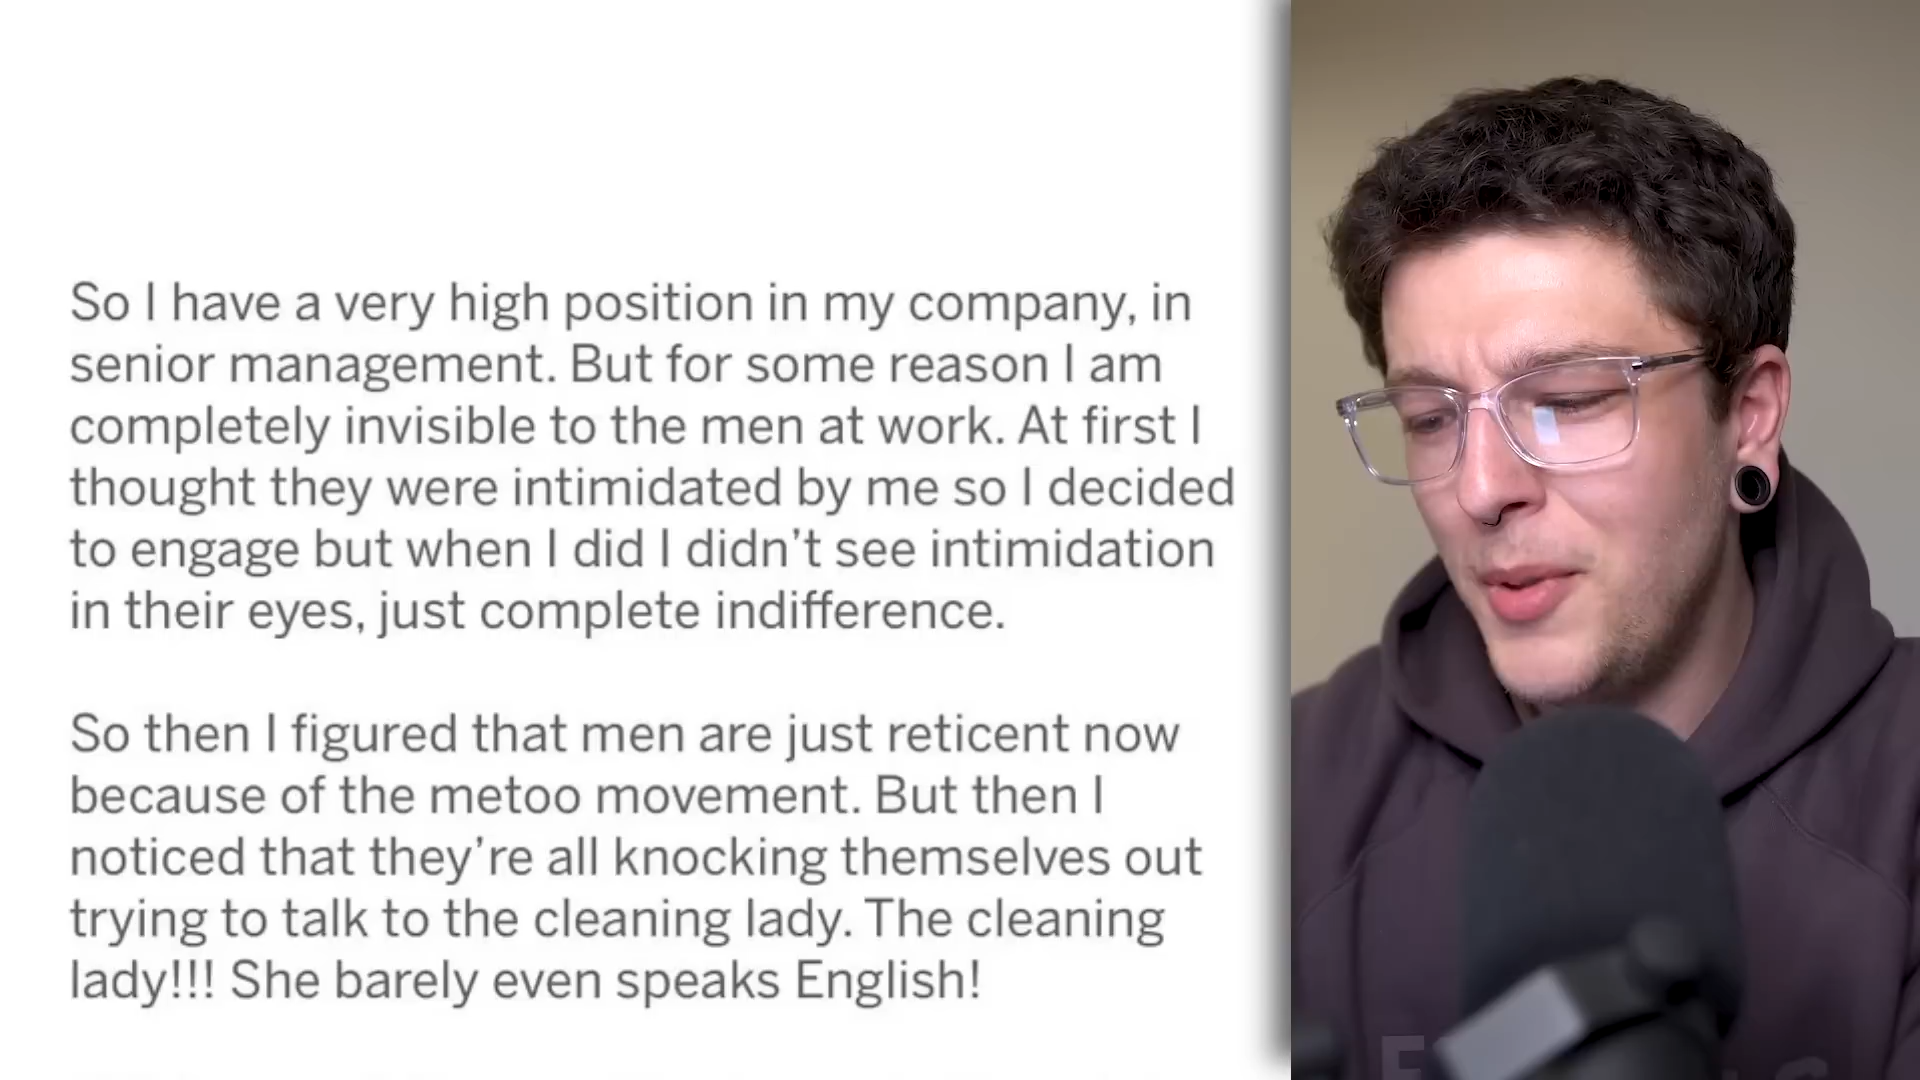 So I have a very high position in my company, in
senior management. But for some reason I am
completely invisible to the men at work. At first I
thought they were intimidated by me so I decided
to engage but when I did I didn’t see intimidation
in their eyes, just complete indifference.
So then I figured that men are just reticent now
because of the metoo movement. But then I
noticed that they’re all knocking themselves out
trying to talk to the cleaning lady. The cleaning
lady!!! She barely even speaks English!